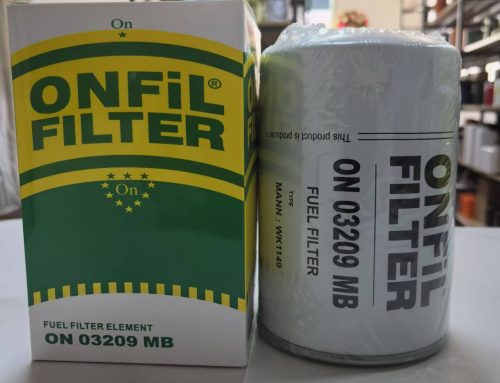 On
ONFiL®
FILTER
On
FUEL FILTER ELEMENT
ON 03209 MB
ONFiL
FILTER
This product is produced
ON 03209 MB
FUEL FILTER
TYPE
MANN : WK1149